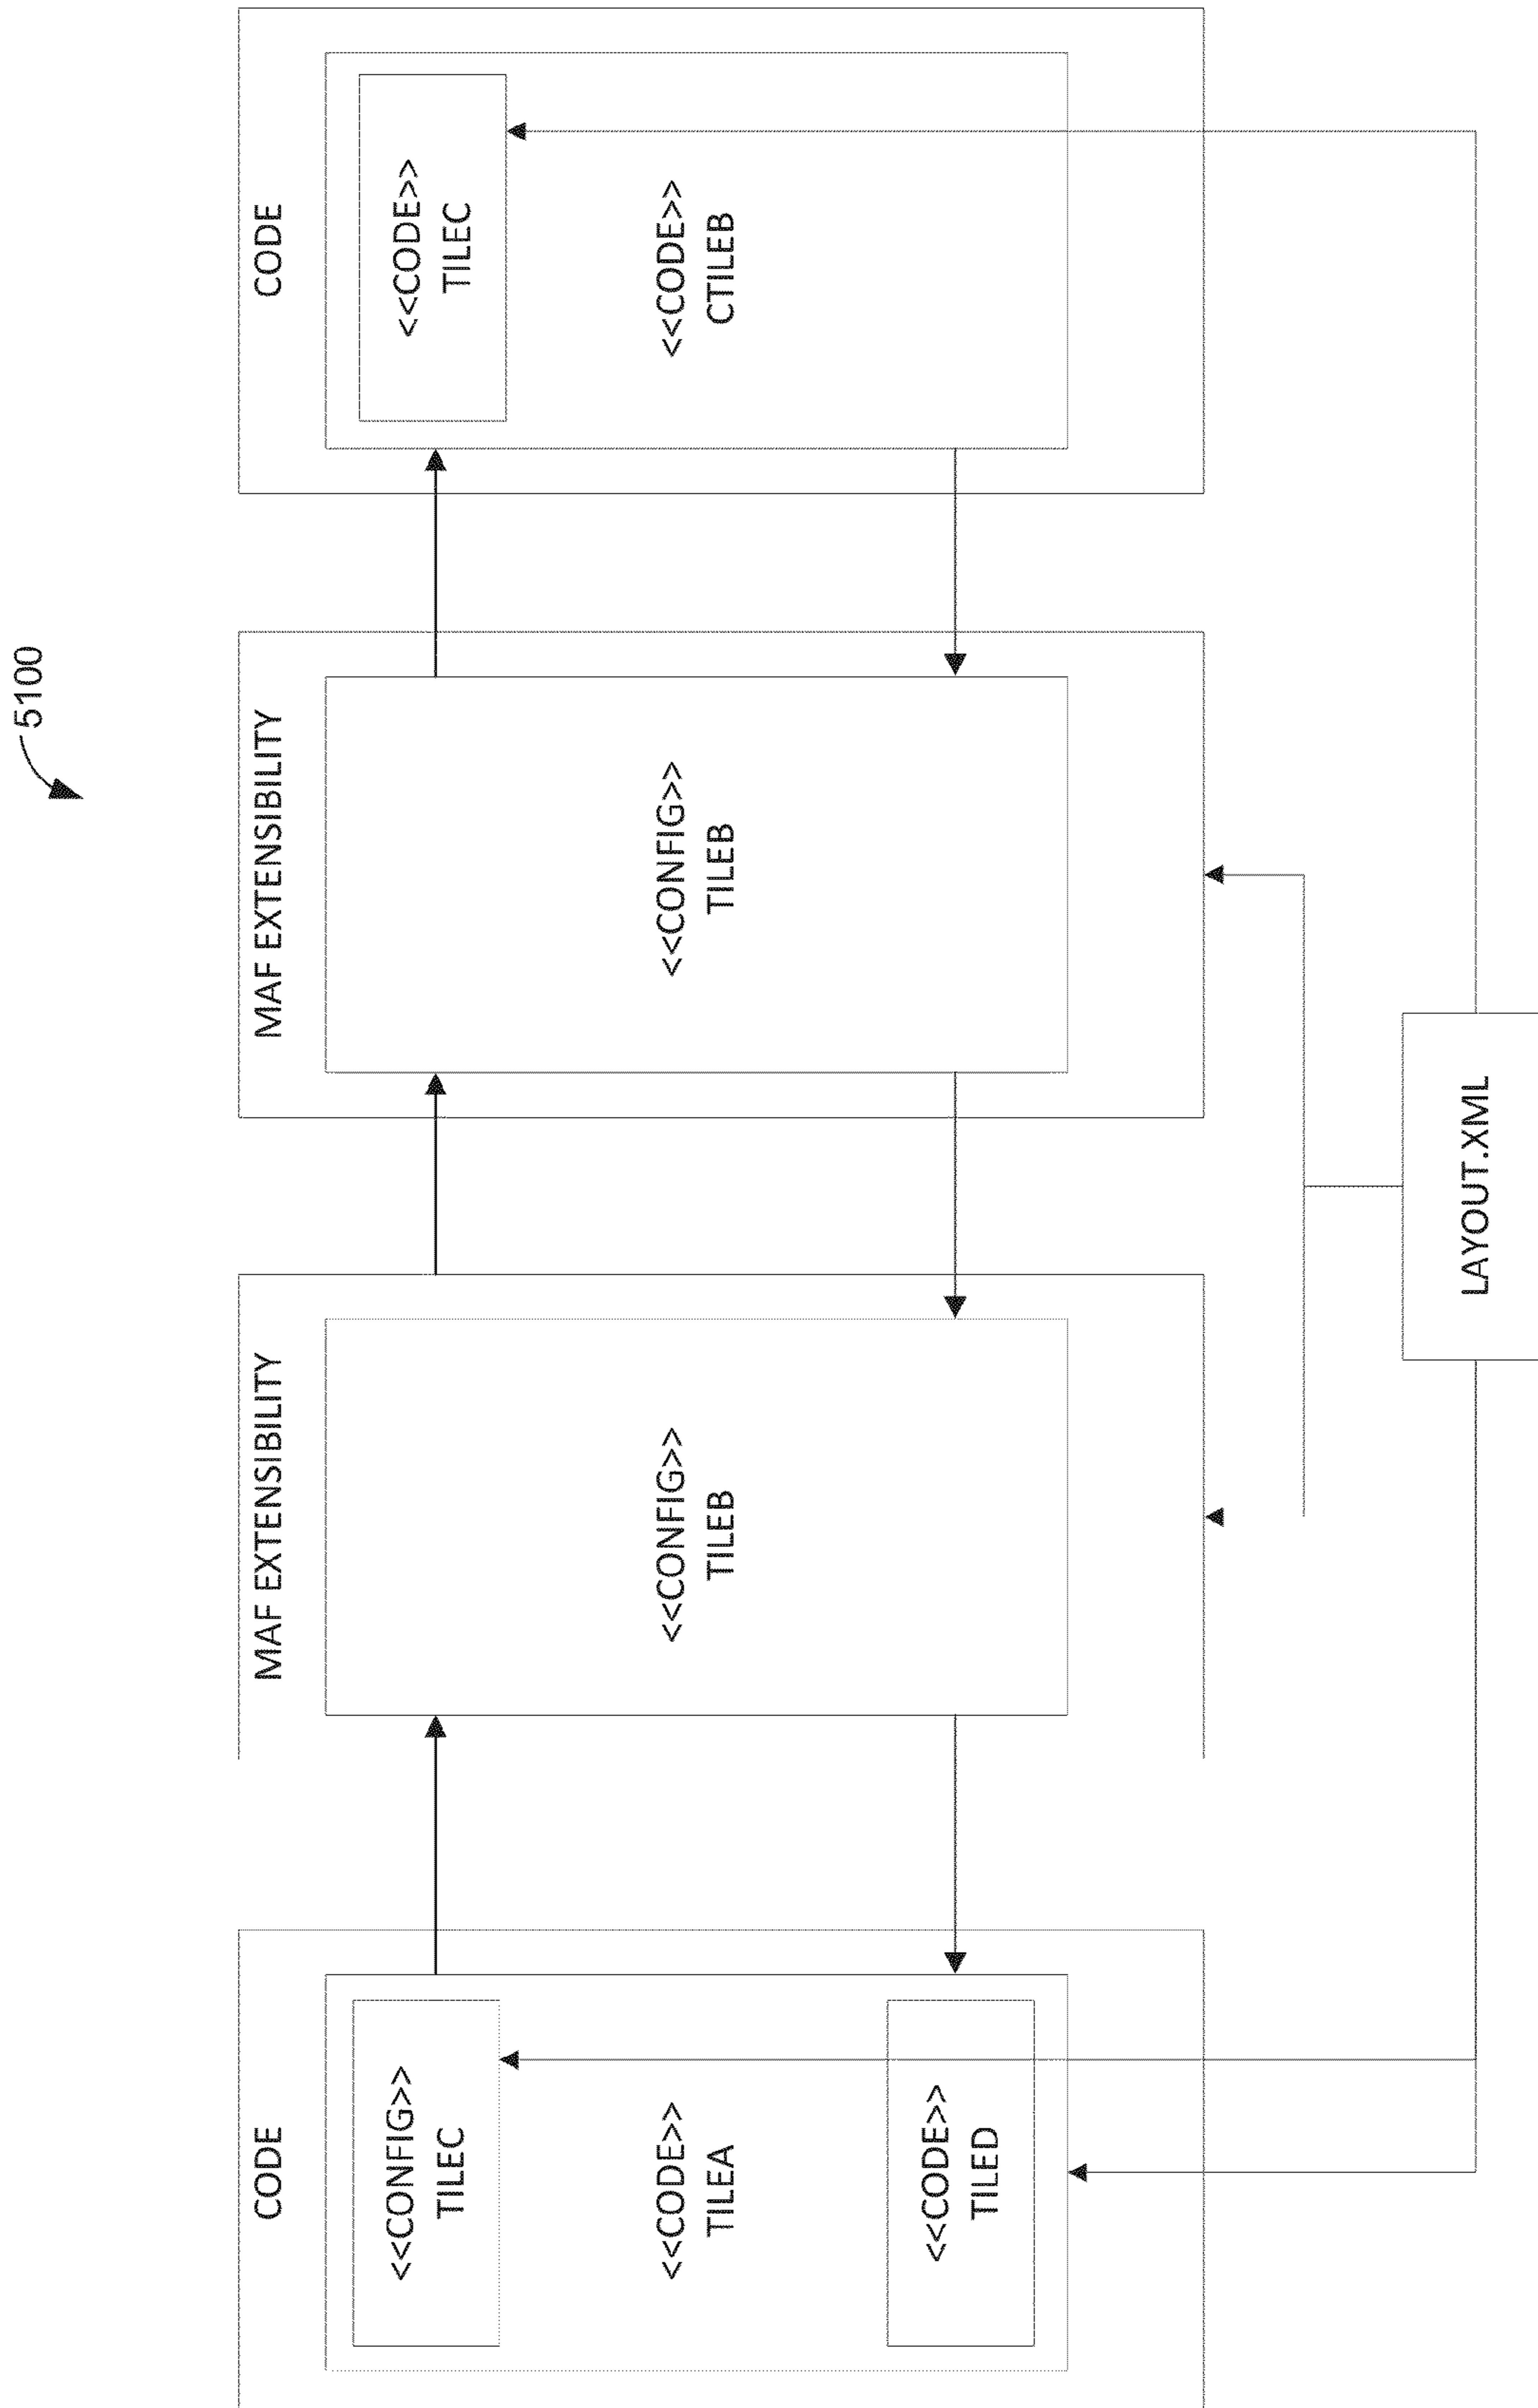 5100
CODE
<<CONFIG>>
TILEC
<<CODE>>
TILEA
<<CODE>>
TILED
MAF EXTENSIBILITY
<<CONFIG>>
TILEB
MAF EXTENSIBILITY
<<CONFIG>>
TILEB
CODE
<<CODE>>
TILEC
<<CODE>>
CTILEB
LAYOUT.XML